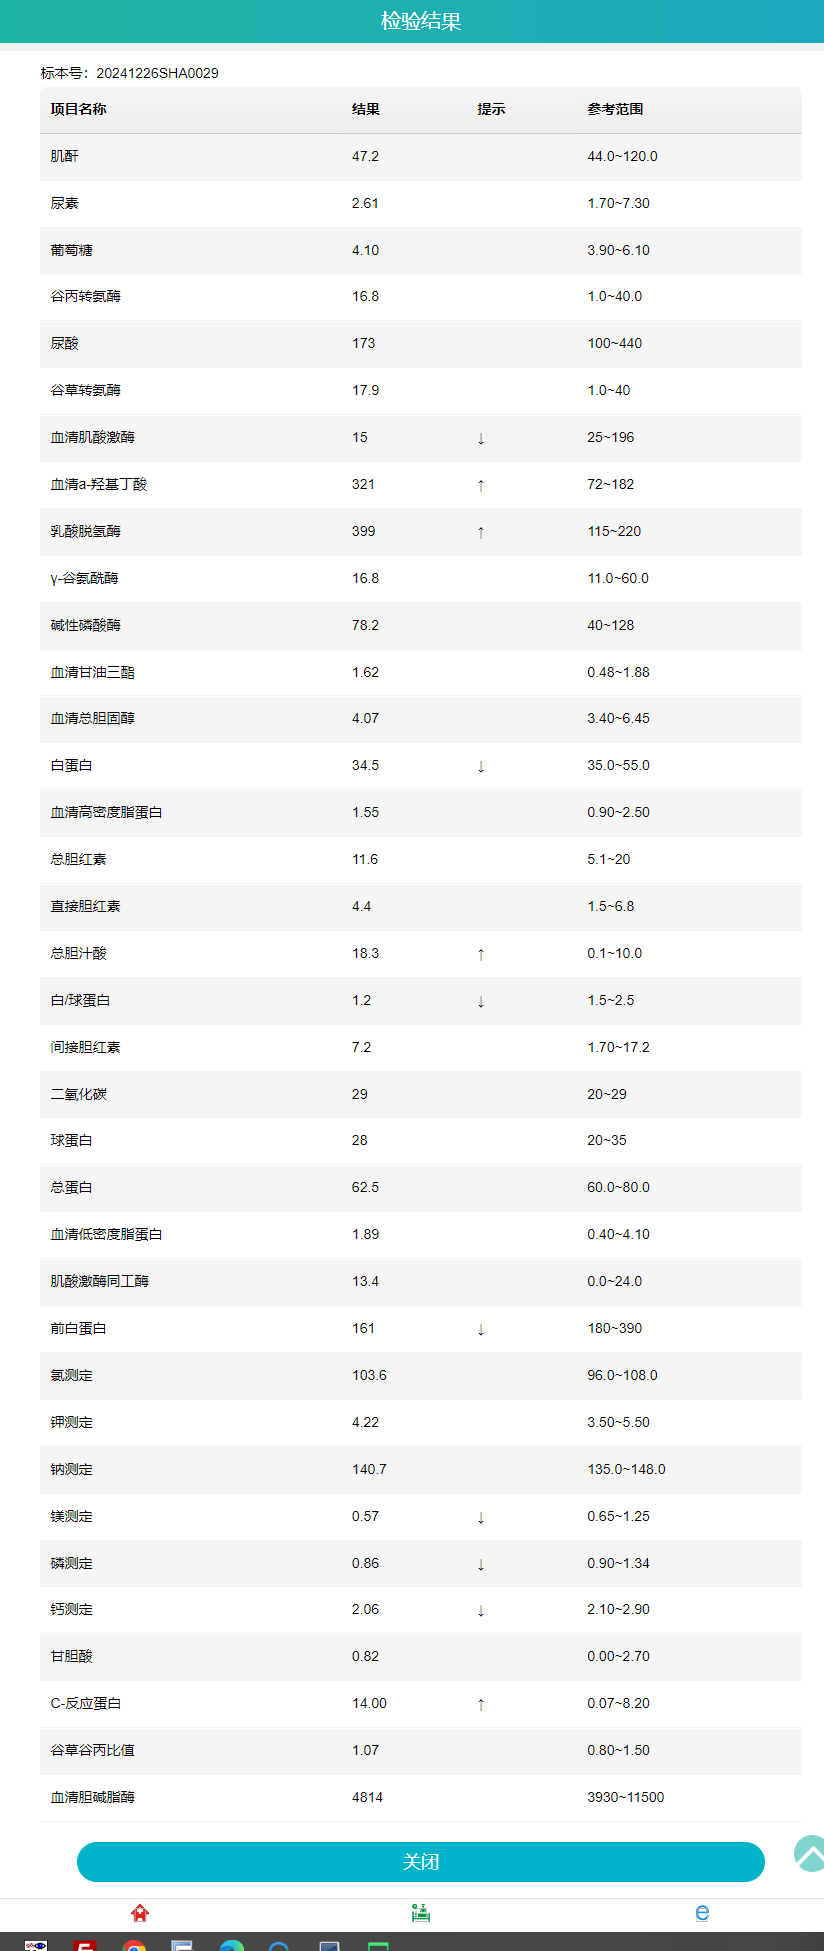 检验结果
标本号：20241226SHA0029
项目名称 结果 提示 参考范围
肌酐 47.2 44.0~120.0
尿素 2.61 1.70~7.30
葡萄糖 4.10 3.90~6.10
谷丙转氨酶 16.8 1.0~40.0
尿酸 173 100~440
谷草转氨酶 17.9 1.0~40
血清肌酸激酶 15 ↓ 25~196
血清a-羟基丁酸 321 ↑ 72~182
乳酸脱氢酶 399 ↑ 115~220
γ-谷氨酰酶 16.8 11.0~60.0
碱性磷酸酶 78.2 40~128
血清甘油三酯 1.62 0.48~1.88
血清总胆固醇 4.07 3.40~6.45
白蛋白 34.5 ↓ 35.0~55.0
血清高密度脂蛋白 1.55 0.90~2.50
总胆红素 11.6 5.1~20
直接胆红素 4.4 1.5~6.8
总胆汁酸 18.3 ↑ 0.1~10.0
白/球蛋白 1.2 ↓ 1.5~2.5
间接胆红素 7.2 1.70~17.2
二氧化碳 29 20~29
球蛋白 28 20~35
总蛋白 62.5 60.0~80.0
血清低密度脂蛋白 1.89 0.40~4.10
肌酸激酶同工酶 13.4 0.0~24.0
前白蛋白 161 ↓ 180~390
氯测定 103.6 96.0~108.0
钾测定 4.22 3.50~5.50
钠测定 140.7 135.0~148.0
镁测定 0.57 ↓ 0.65~1.25
磷测定 0.86 ↓ 0.90~1.34
钙测定 2.06 ↓ 2.10~2.90
甘胆酸 0.82 0.00~2.70
C-反应蛋白 14.00 ↑ 0.07~8.20
谷草谷丙比值 1.07 0.80~1.50
血清胆碱脂酶 4814 3930~11500
关闭